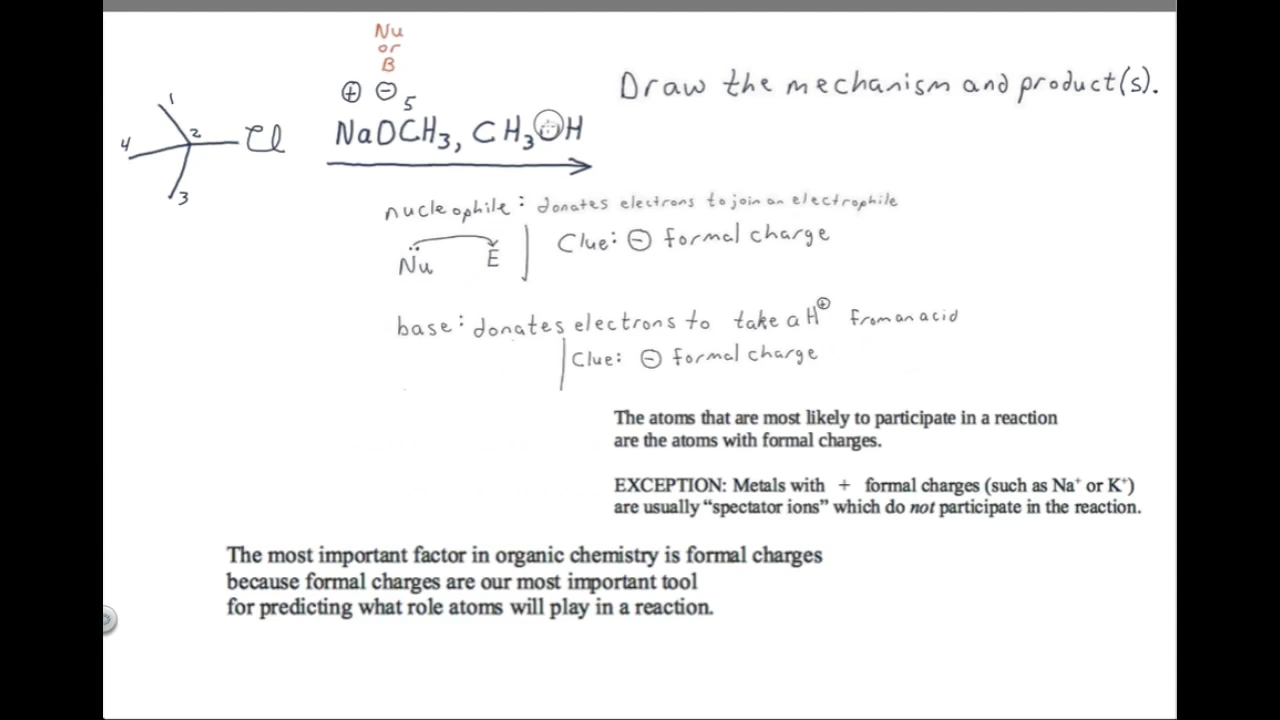 Nu
or
B
⊕ ⊖ 5
Draw the mechanism and product(s).
1
4 2 Cl
3
NaOCH3, CH3OH
nucleophile: donates electrons to join an electrophile
Nu E
Clue: ⊖ formal charge
base: donates electrons to take a H⊕ from an acid
Clue: ⊖ formal charge
The atoms that are most likely to participate in a reaction
are the atoms with formal charges.
EXCEPTION: Metals with + formal charges (such as Na+ or K+)
are usually “spectator ions” which do not participate in the reaction.
The most important factor in organic chemistry is formal charges
because formal charges are our most important tool
for predicting what role atoms will play in a reaction.